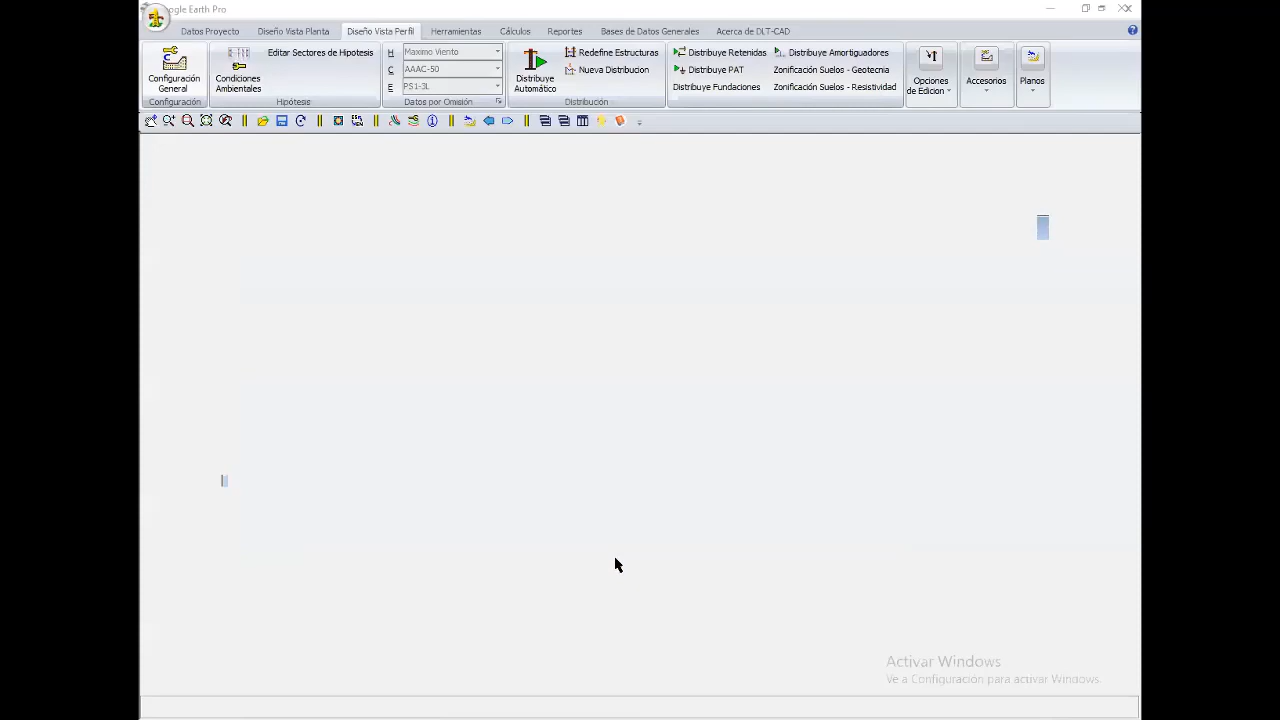 ogle Earth Pro
Datos Proyecto Diseño Vista Planta Diseño Vista Perfil Herramientas Cálculos Reportes Bases de Datos Generales Acerca de DLT-CAD
Configuración General
Configuración
Condiciones Ambientales
Editar Sectores de Hipótesis
Hipótesis
H Maximo Viento
C AAAC-50
E PS1-3L
Datos por Omisión
Distribuye Automático
Redefine Estructuras
Nueva Distribucion
Distribución
Distribuye Retenidas
Distribuye PAT
Distribuye Fundaciones
Distribuye Amortiguadores
Zonificación Suelos - Geotecnia
Zonificación Suelos - Resistividad
Opciones de Edicion
Accesorios
Planos
Activar Windows
Ve a Configuración para activar Windows.